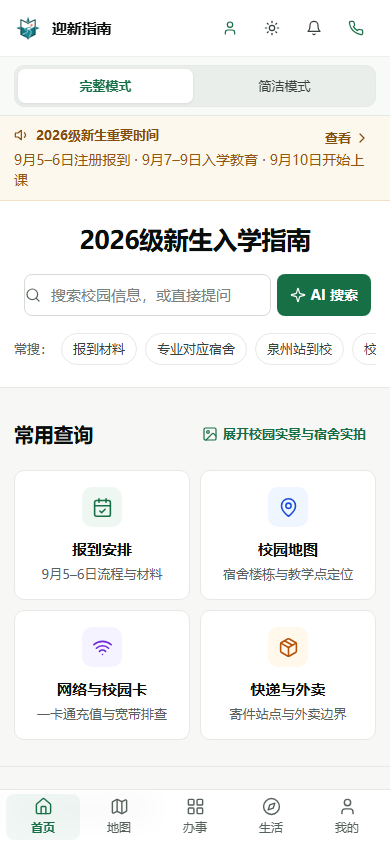 迎新指南
完整模式
简洁模式
2026级新生重要时间
查看
9月5–6日注册报到 · 9月7–9日入学教育 · 9月10日开始上
课
2026级新生入学指南
搜索校园信息，或直接提问
AI 搜索
常搜：
报到材料
专业对应宿舍
泉州站到校
校
常用查询
展开校园实景与宿舍实拍
报到安排
9月5–6日流程与材料
校园地图
宿舍楼栋与教学点定位
网络与校园卡
一卡通充值与宽带排查
快递与外卖
寄件站点与外卖边界
首页
地图
办事
生活
我的